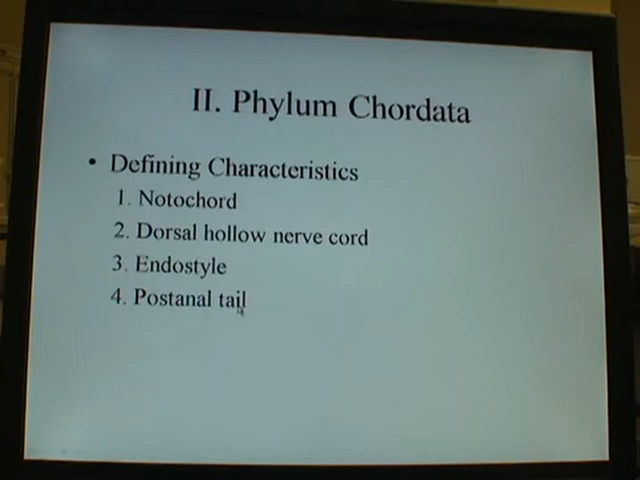 II. Phylum Chordata
• Defining Characteristics
1. Notochord
2. Dorsal hollow nerve cord
3. Endostyle
4. Postanal tail